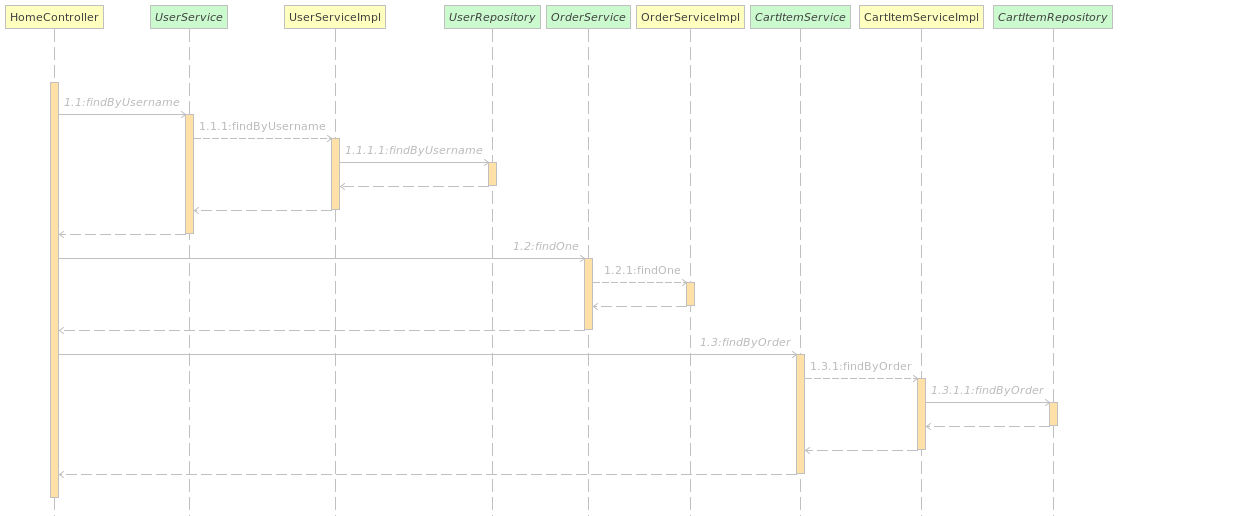 HomeController
UserService
UserServiceImpl
UserRepository
OrderService
OrderServiceImpl
CartItemService
CartItemServiceImpl
CartItemRepository
1.1:findByUsername
1.1.1:findByUsername
1.1.1.1:findByUsername
1.2:findOne
1.2.1:findOne
1.3:findByOrder
1.3.1:findByOrder
1.3.1.1:findByOrder